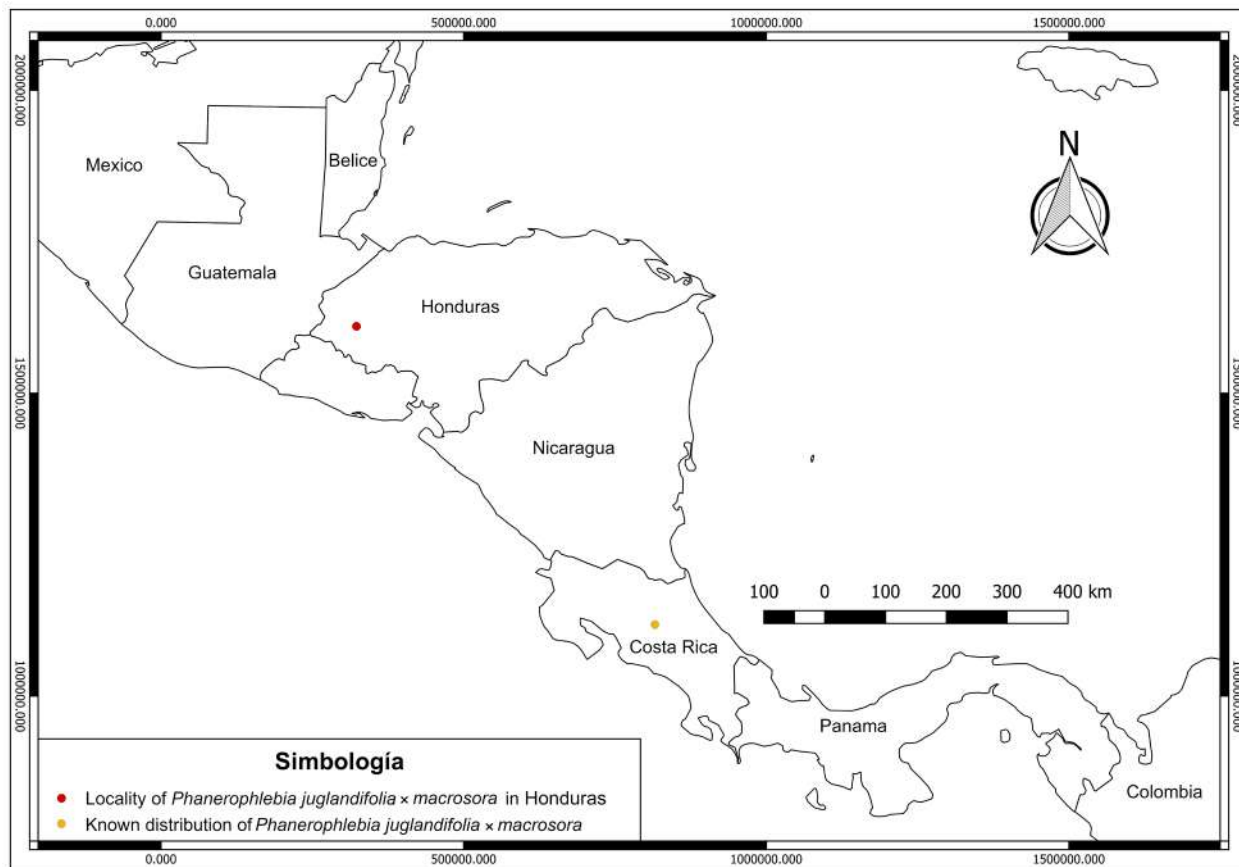 0.000 500000.000 1000000.000 1500000.000
2000000.000 2000000.000
N
Mexico
Belice
Guatemala
Honduras
1500000.000 1500000.000
Nicaragua
100 0 100 200 300 400 km
Costa Rica
1000000.000 1000000.000
Panama
Colombia
Simbología
Locality of Phanerophlebia juglandifolia × macrosora in Honduras
Known distribution of Phanerophlebia juglandifolia × macrosora
0.000 500000.000 1000000.000 1500000.000